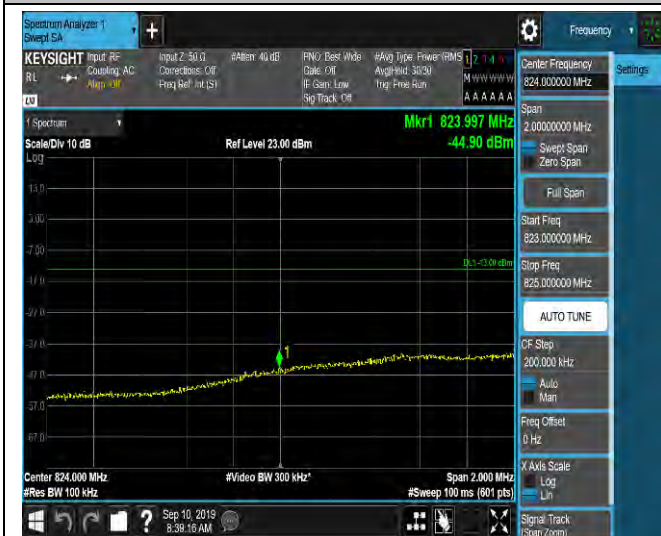 Spectrum Analyzer 1
Swept SA
+
Frequency
KEYSIGHT
RL
Input: RF
Coupling: AC
Align: Off
Input Z: 50 Ω
Corrections: Off
Freq Ref: Int (S)
#Atten: 40 dB
PNO: Best Wide
Gate: Off
IF Gain: Low
Sig Track: Off
#Avg Type: Power (RMS
Avg|Hold: 30/30
Trig: Free Run
M W W W W W
A A A A A A
1 Spectrum
Scale/Div 10 dB
Log
Ref Level 23.00 dBm
Mkr1 823.997 MHz
-44.90 dBm
13.0
3.00
-7.00
DL1 -13.00 dBm
-17.0
-27.0
-37.0
1
-47.0
-57.0
-67.0
Center 824.000 MHz
#Res BW 100 kHz
#Video BW 300 kHz*
Span 2.000 MHz
#Sweep 100 ms (601 pts)
Sep 10, 2019
8:39:16 AM
?
Center Frequency
824.000000 MHz
Settings
Span
2.00000000 MHz
Swept Span
Zero Span
Full Span
Start Freq
823.000000 MHz
Stop Freq
825.000000 MHz
AUTO TUNE
CF Step
200.000 kHz
Auto
Man
Freq Offset
0 Hz
X Axis Scale
Log
Lin
Signal Track
(Span Zoom)